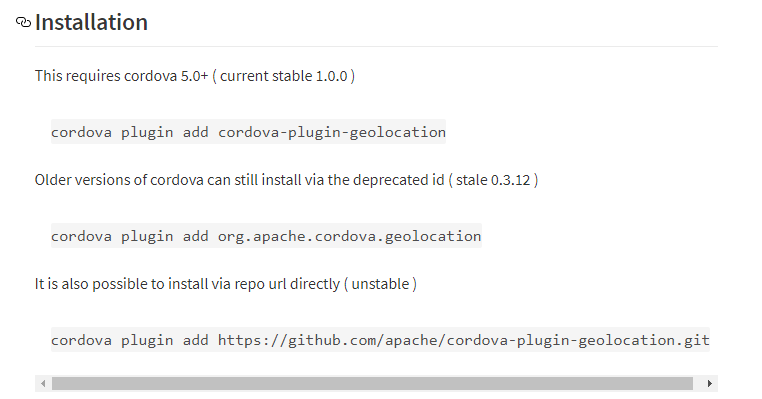 Installation
This requires cordova 5.0+ ( current stable 1.0.0 )
cordova plugin add cordova-plugin-geolocation
Older versions of cordova can still install via the deprecated id ( stale 0.3.12 )
cordova plugin add org.apache.cordova.geolocation
It is also possible to install via repo url directly ( unstable )
cordova plugin add https://github.com/apache/cordova-plugin-geolocation.git